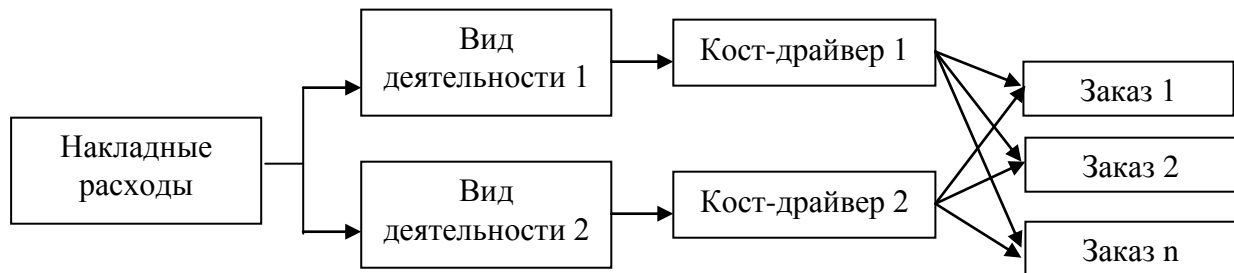 Накладные
расходы
Вид
деятельности 1
Вид
деятельности 2
Кост-драйвер 1
Кост-драйвер 2
Заказ 1
Заказ 2
Заказ n